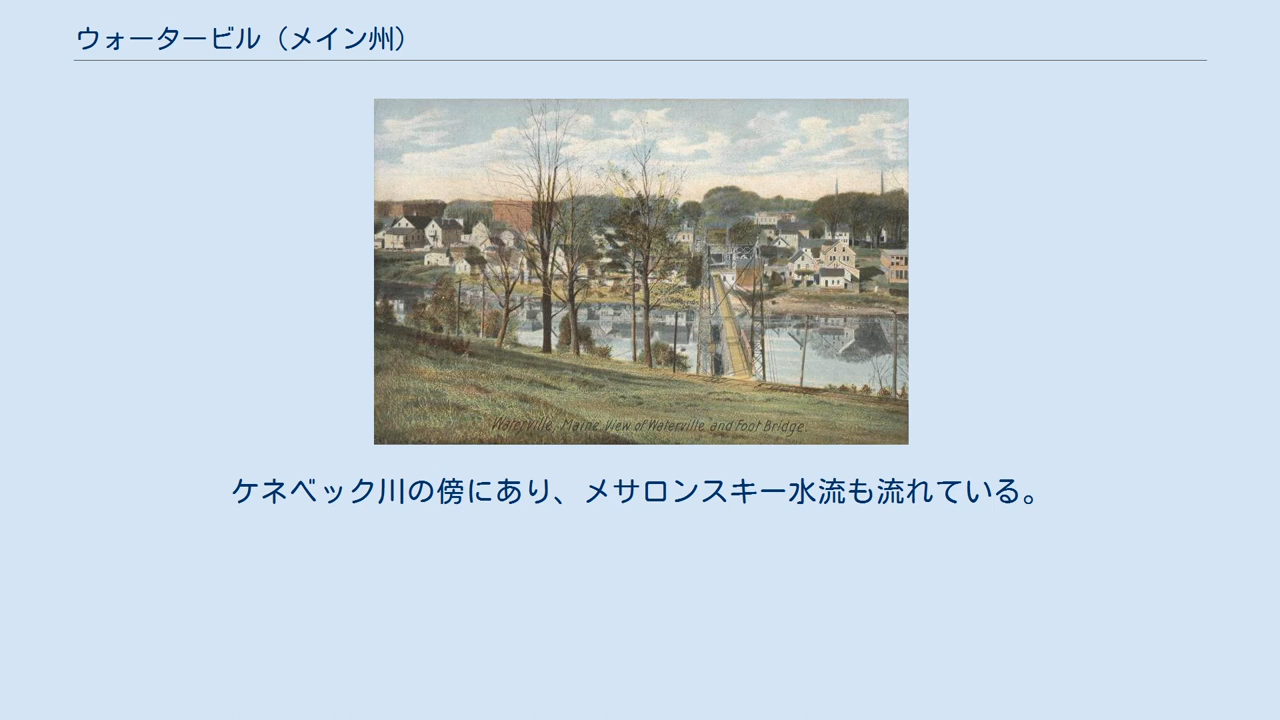 ウォータービル（メイン州）
Waterville, Maine. View of Waterville and Foot Bridge.
ケネベック川の傍にあり、メサロンスキー水流も流れている。